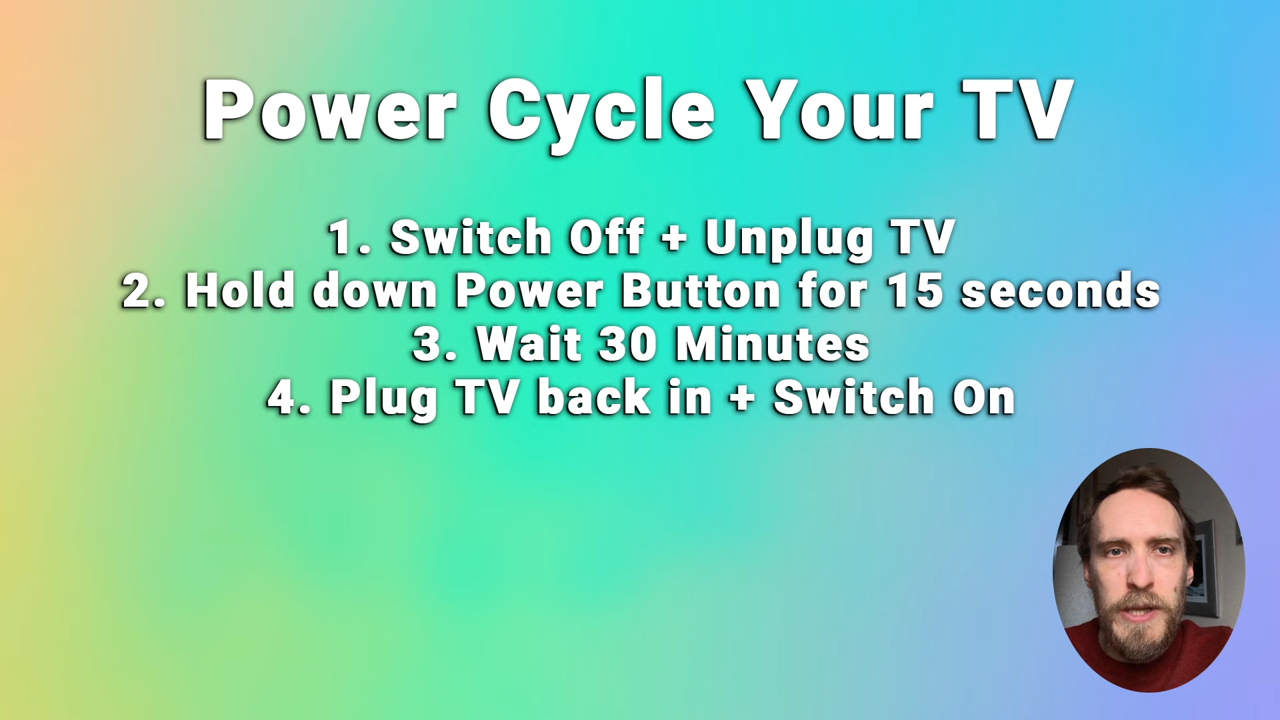 Power Cycle Your TV
1. Switch Off + Unplug TV
2. Hold down Power Button for 15 seconds
3. Wait 30 Minutes
4. Plug TV back in + Switch On